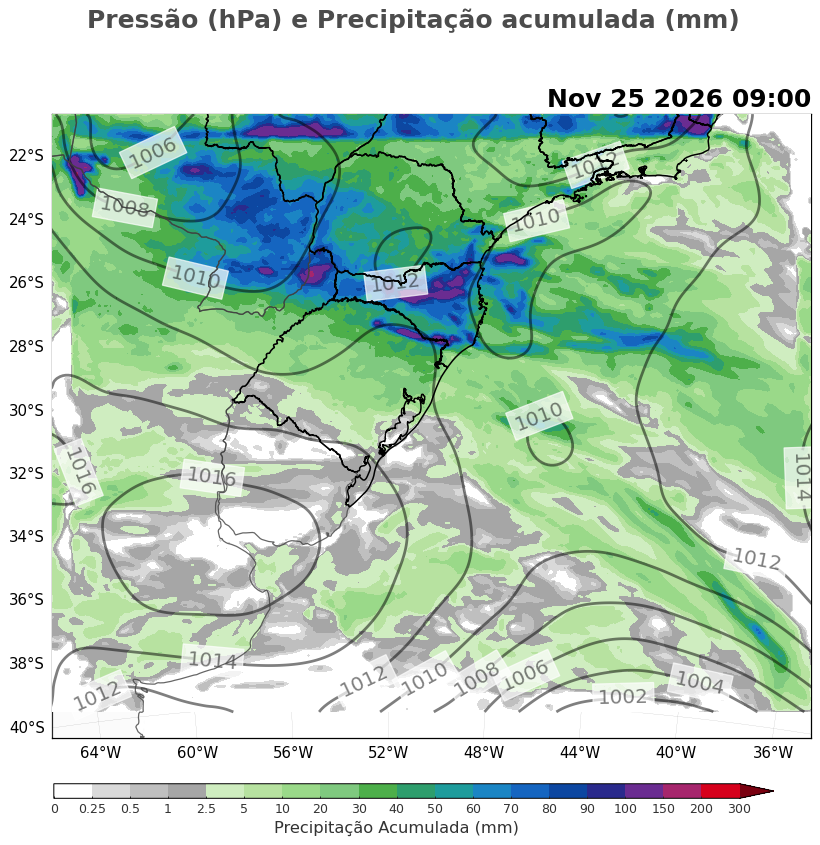 Pressão (hPa) e Precipitação acumulada (mm)
Nov 25 2026 09:00
22°S
24°S
26°S
28°S
30°S
32°S
34°S
36°S
38°S
40°S
1006
1008
1010
1012
1010
1012
1010
1016
1016
1014
1012
1014
1012
1012
1010
1008
1006
1004
1002
64°W 60°W 56°W 52°W 48°W 44°W 40°W 36°W
0 0.25 0.5 1 2.5 5 10 20 30 40 50 60 70 80 90 100 150 200 300
Precipitação Acumulada (mm)